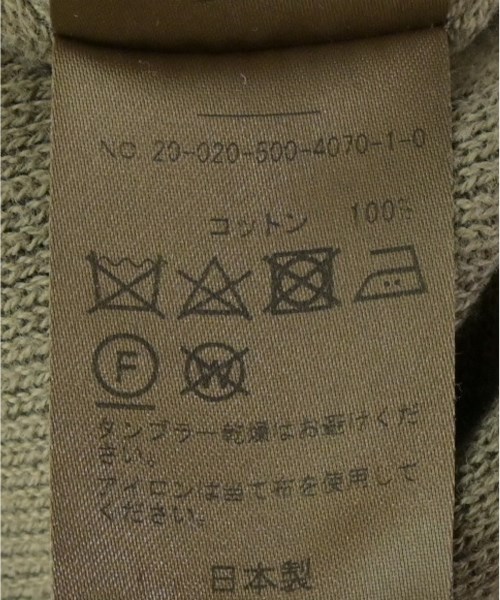 NO 20-020-500-4070-1-0
コットン 100%
F W
タンブラー乾燥はお避けくだ
さい。
アイロンは当て布を使用して
ください。
日本製